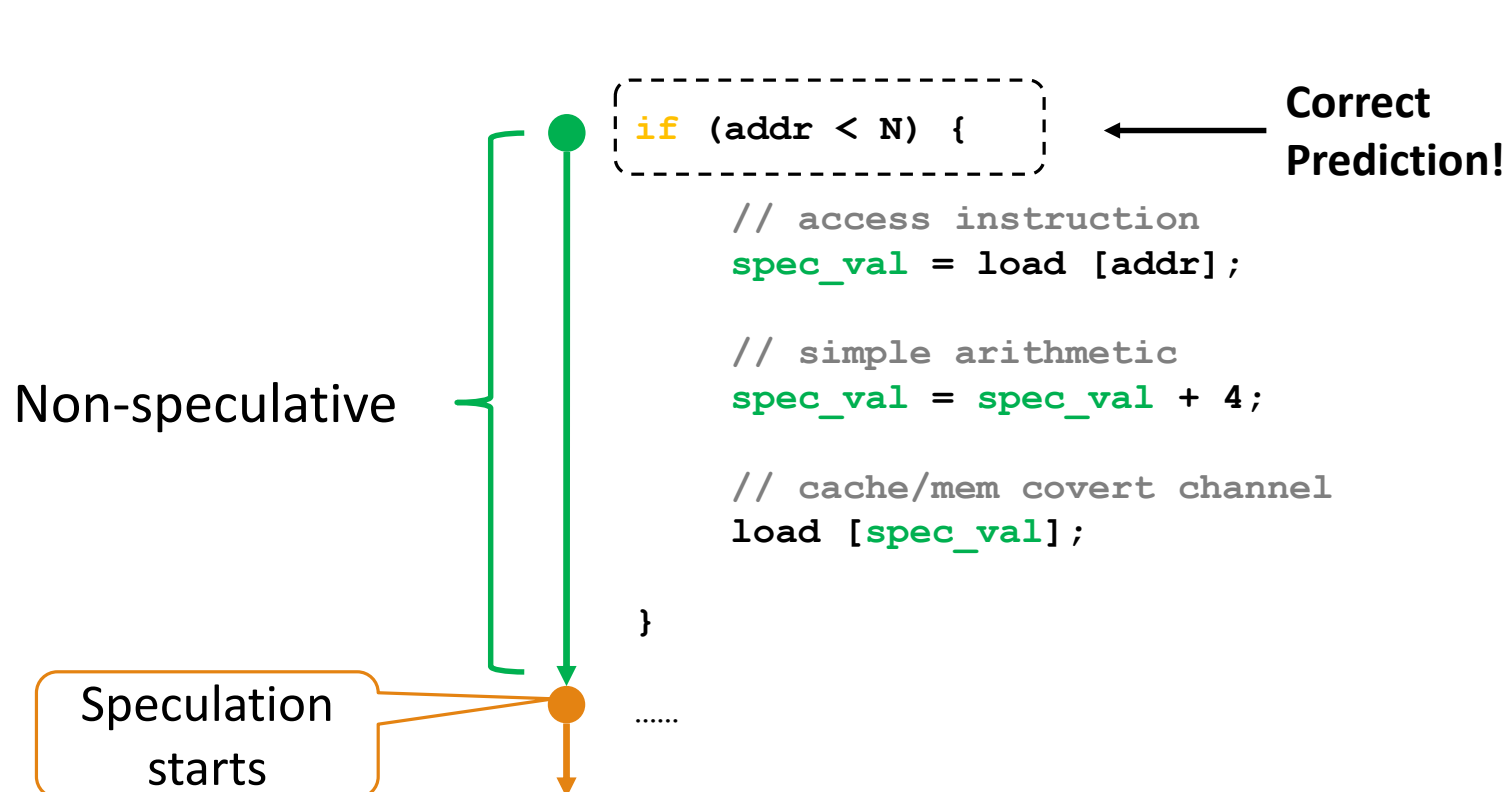 if (addr < N) {
Correct
Prediction!
// access instruction
spec_val = load [addr];
// simple arithmetic
spec_val = spec_val + 4;
Non-speculative
// cache/mem covert channel
load [spec_val];
}
Speculation
starts
......